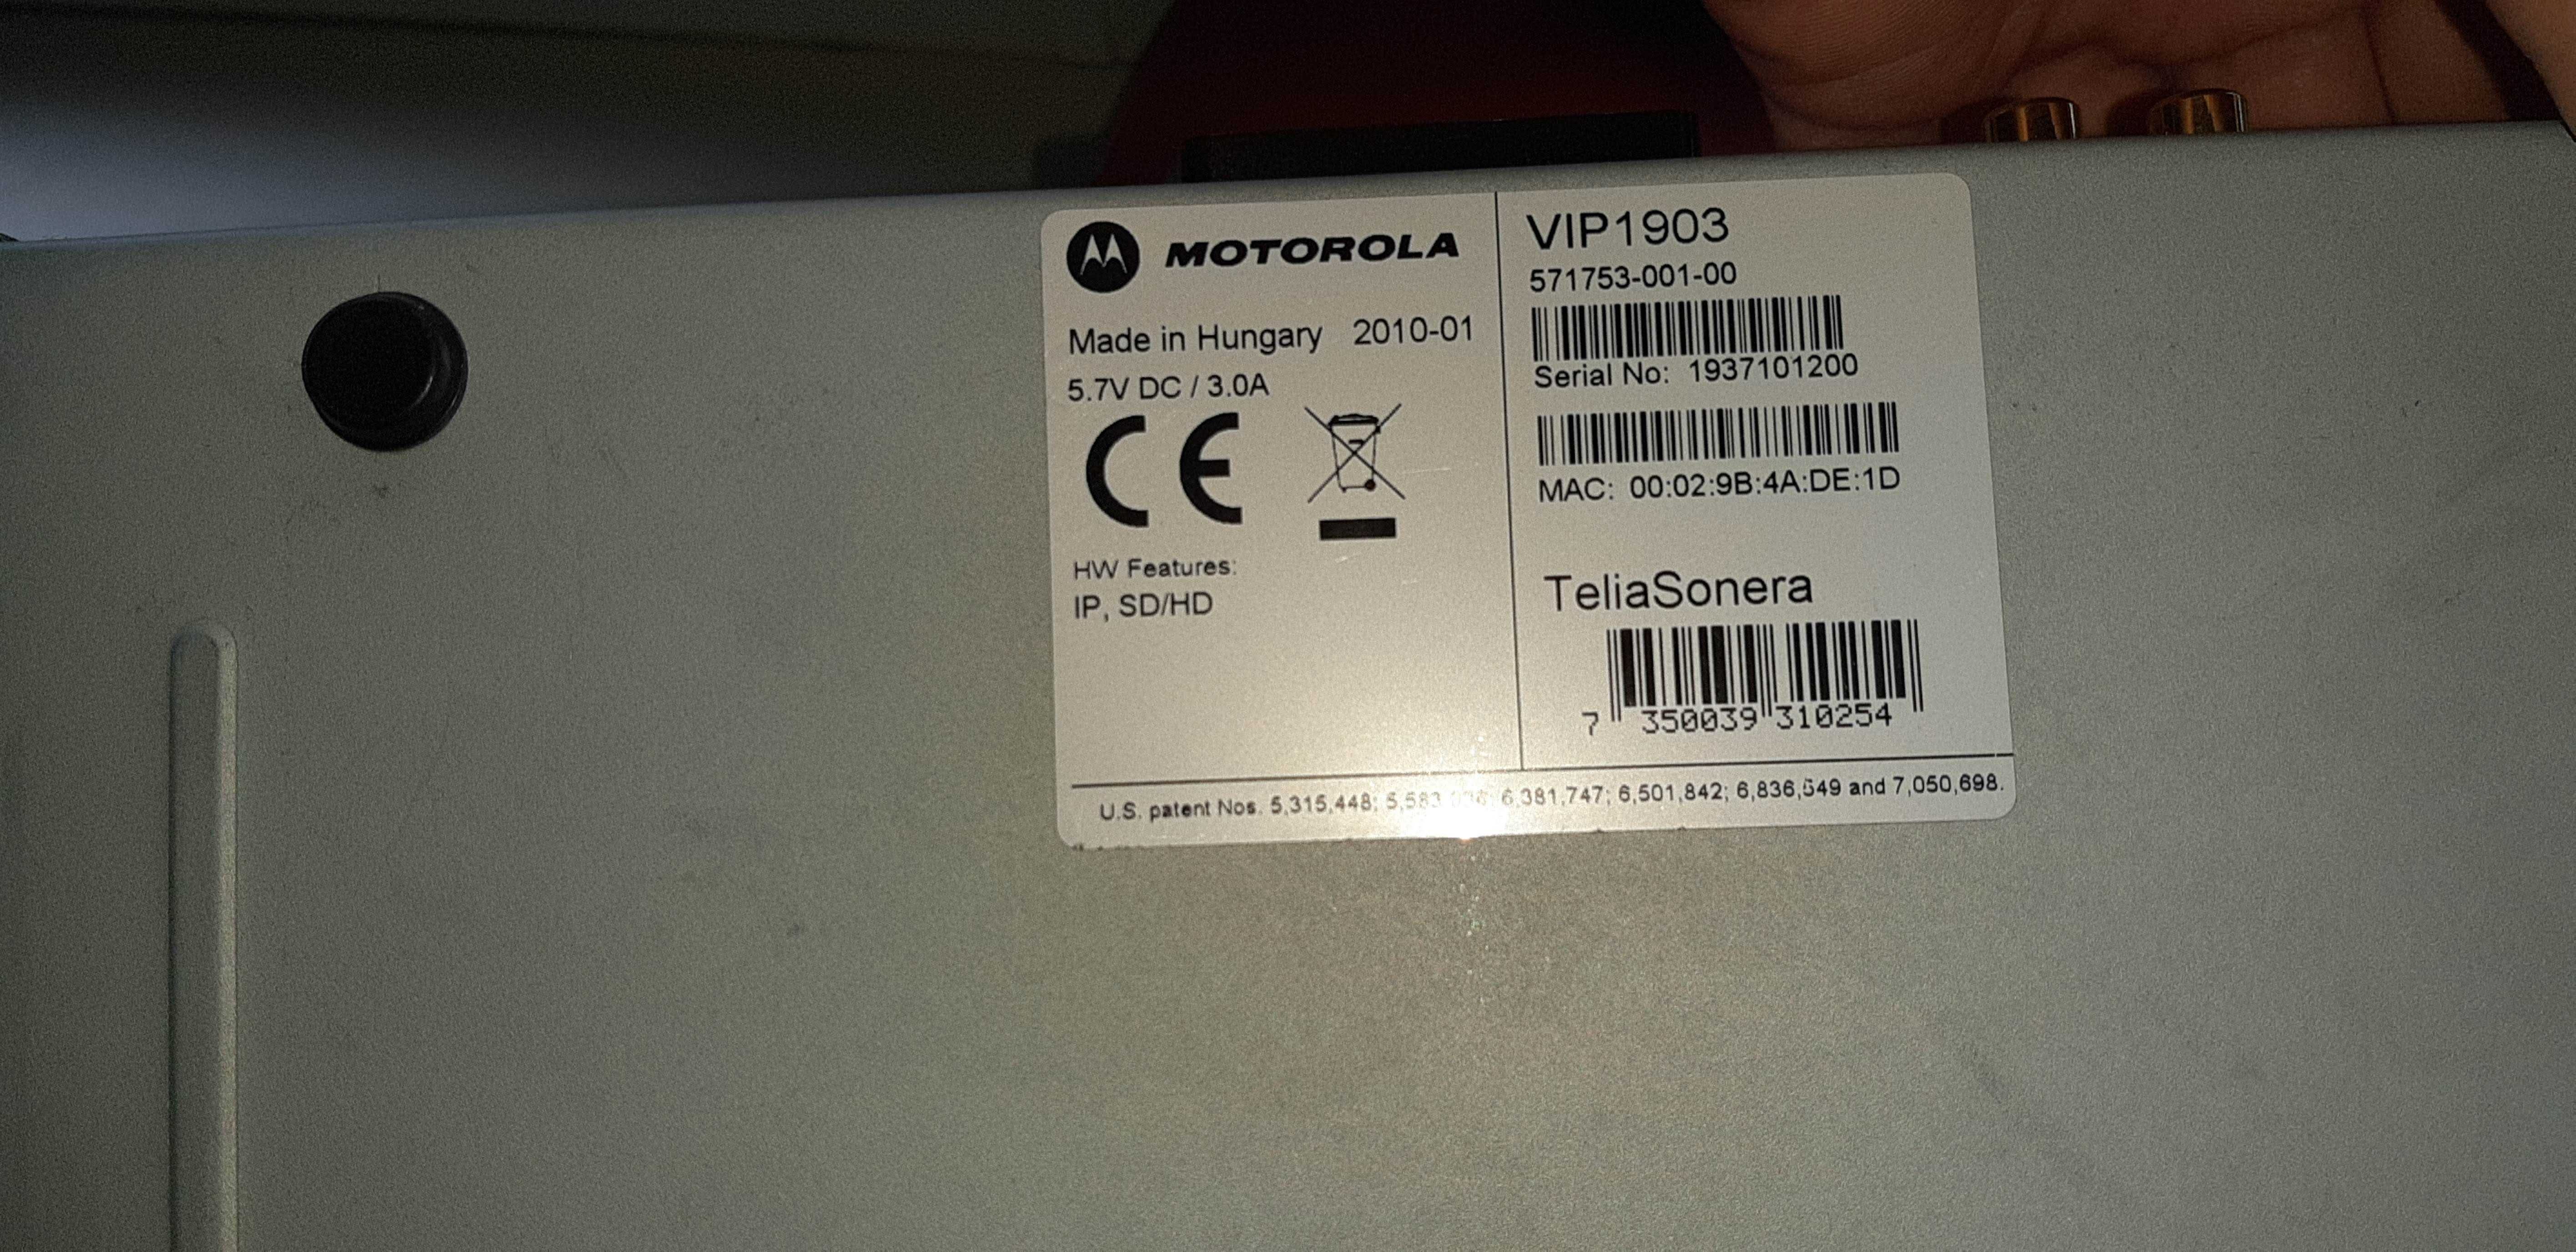 MOTOROLA
Made in Hungary 2010-01
5.7V DC / 3.0A
CE
HW Features:
IP, SD/HD
VIP1903
571753-001-00
Serial No: 1937101200
MAC: 00:02:9B:4A:DE:1D
TeliaSonera
7 350039 310254
U.S. patent Nos. 5,315,448; 6,381,747; 6,501,842; 6,836,549 and 7,050,698.